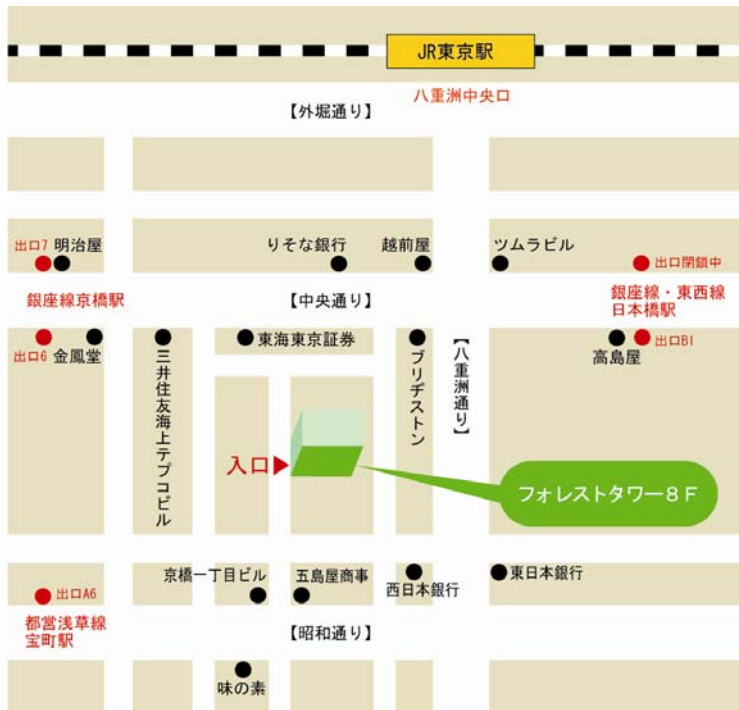 JR東京駅
八重洲中央口
【外堀通り】
出口7
明治屋
りそな銀行
越前屋
ツムラビル
出口閉鎖中
銀座線京橋駅
【中央通り】
銀座線・東西線
日本橋駅
出口6
金鳳堂
三井住友海上テプコビル
東海東京証券
ブリヂストン
【八重洲通り】
高島屋
出口B1
入口
フォレストタワー8F
京橋一丁目ビル
五島屋商事
西日本銀行
東日本銀行
出口A6
都営浅草線
宝町駅
【昭和通り】
味の素